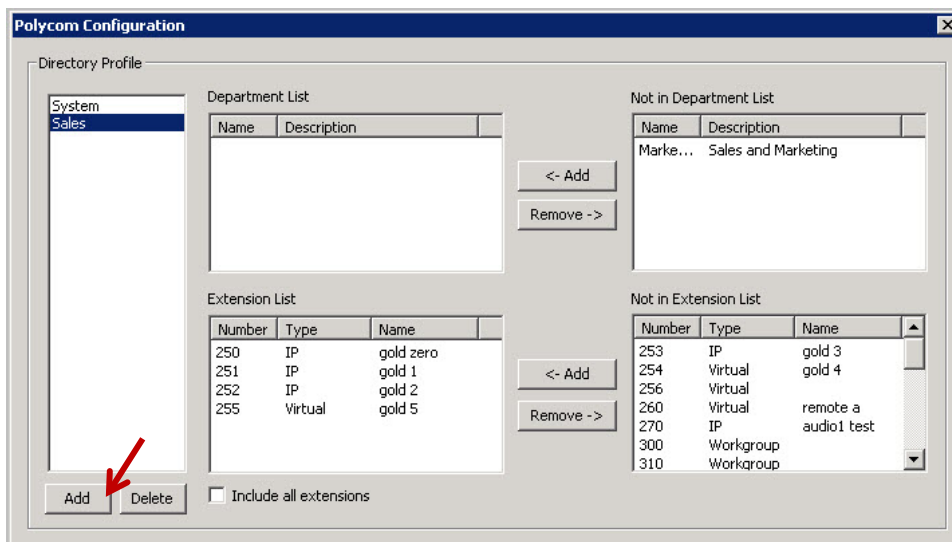 Polycom Configuration
Directory Profile
System
Sales
Department List
Name Description
<- Add
Remove ->
Not in Department List
Name Description
Marke... Sales and Marketing
Extension List
Number Type Name
250 IP gold zero
251 IP gold 1
252 IP gold 2
255 Virtual gold 5
<- Add
Remove ->
Not in Extension List
Number Type Name
253 IP gold 3
254 Virtual gold 4
256 Virtual
260 Virtual remote a
270 IP audio1 test
300 Workgroup
310 Workgroup
Add Delete
Include all extensions